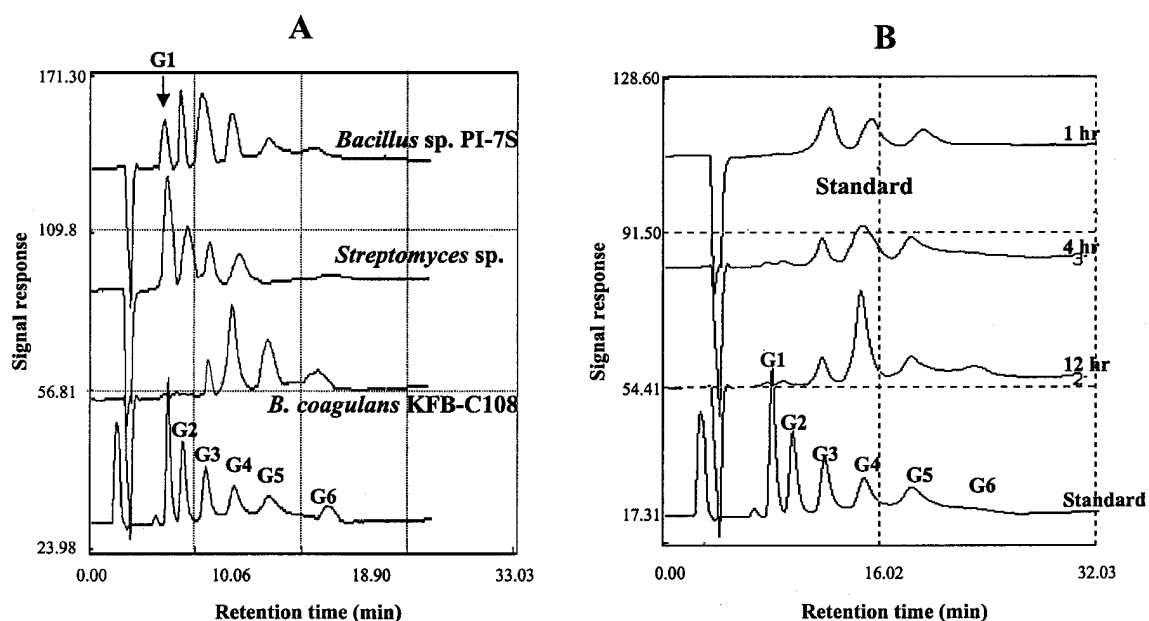 A
G1
171.30
Bacillus sp. PI-7S
109.8
Streptomyces sp.
56.81
B. coagulans KFB-C108
G2
G3
G4
G5
G6
23.98
0.00 10.06 18.90 33.03
Signal response
Retention time (min)
B
128.60
1 hr
Standard
91.50
4 hr
3
12 hr
2
G1
54.41
G2
G3
G4
G5
G6
Standard
17.31
0.00 16.02 32.03
Signal response
Retention time (min)